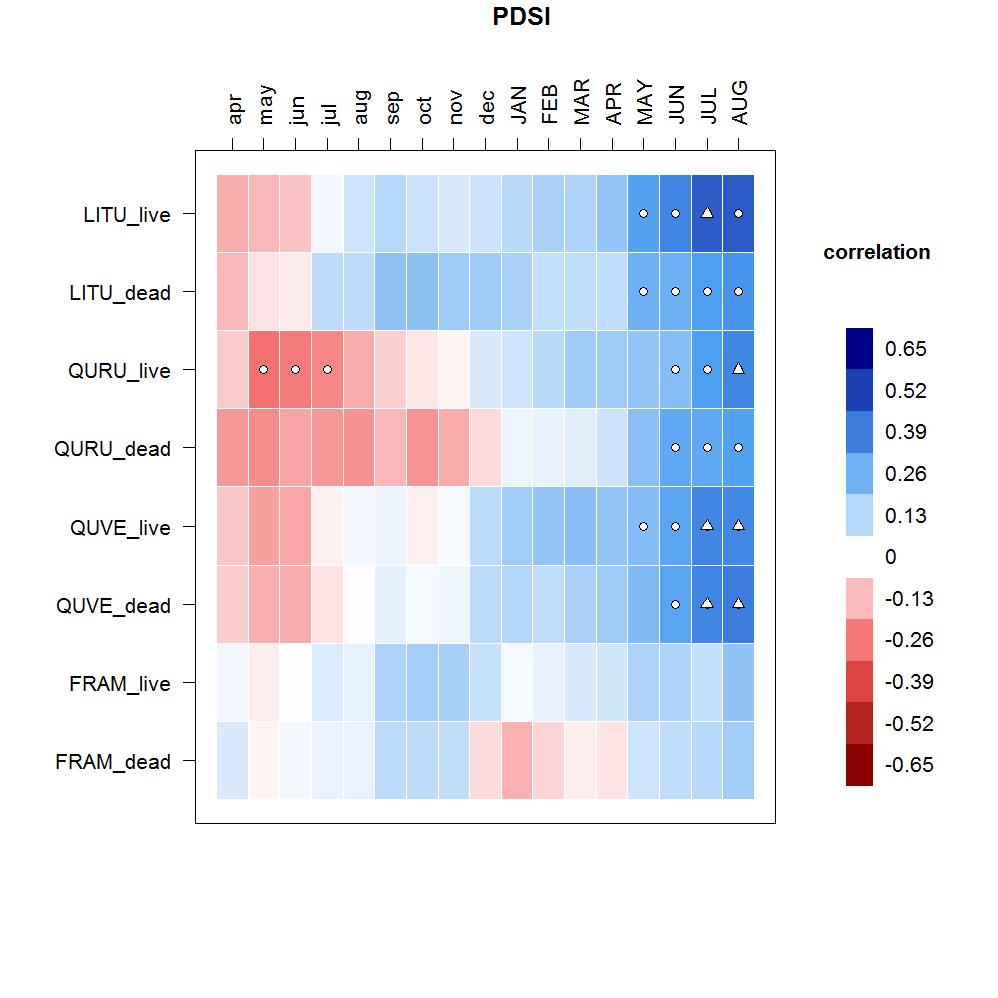 PDSI
apr may jun jul aug sep oct nov dec JAN FEB MAR APR MAY JUN JUL AUG
LITU_live
LITU_dead
QURU_live
QURU_dead
QUVE_live
QUVE_dead
FRAM_live
FRAM_dead
correlation
0.65
0.52
0.39
0.26
0.13
0
-0.13
-0.26
-0.39
-0.52
-0.65